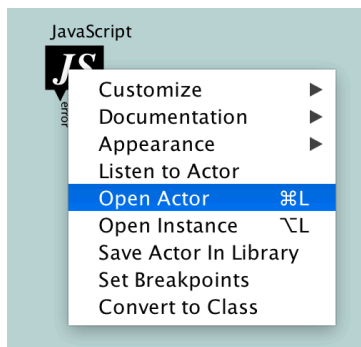 JavaScript
JS
error
Customize ▶
Documentation ▶
Appearance ▶
Listen to Actor
Open Actor ⌘L
Open Instance ⌥L
Save Actor In Library
Set Breakpoints
Convert to Class